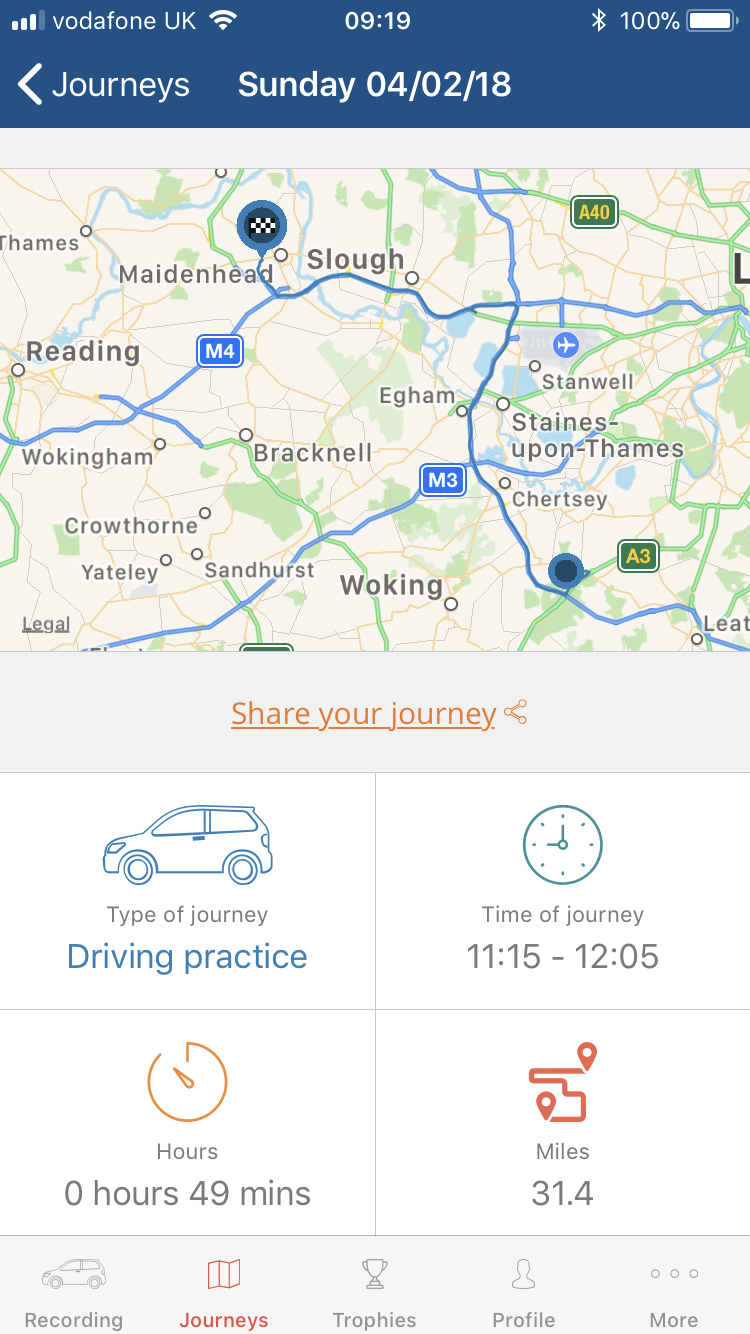 vodafone UK 09:19 100%
Journeys Sunday 04/02/18
A40
Thames
Slough
Maidenhead
Reading
M4
Stanwell
Egham
Staines-
upon-Thames
Wokingham
Bracknell
M3
Chertsey
Crowthorne
Yateley
Sandhurst
A3
Woking
Legal
Leat
Share your journey
Type of journey
Driving practice
Time of journey
11:15 - 12:05
Hours
0 hours 49 mins
Miles
31.4
Recording Journeys Trophies Profile More